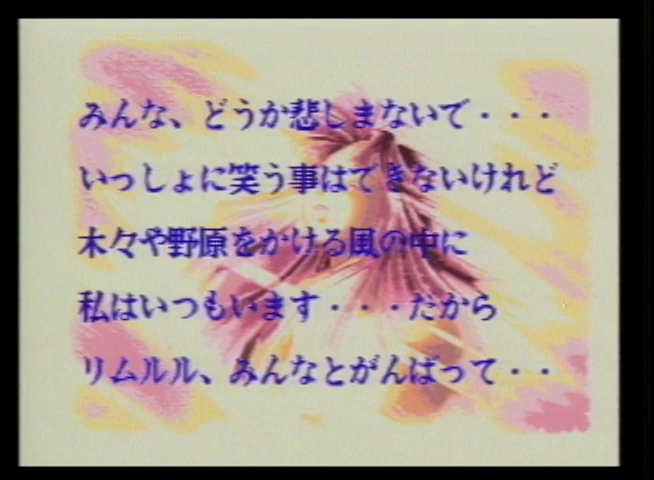 みんな、どうか悲しまないで・・・
いっしょに笑う事はできないけれど
木々や野原をかける風の中に
私はいつもいます・・・だから
リムルル、みんなとがんばって・・